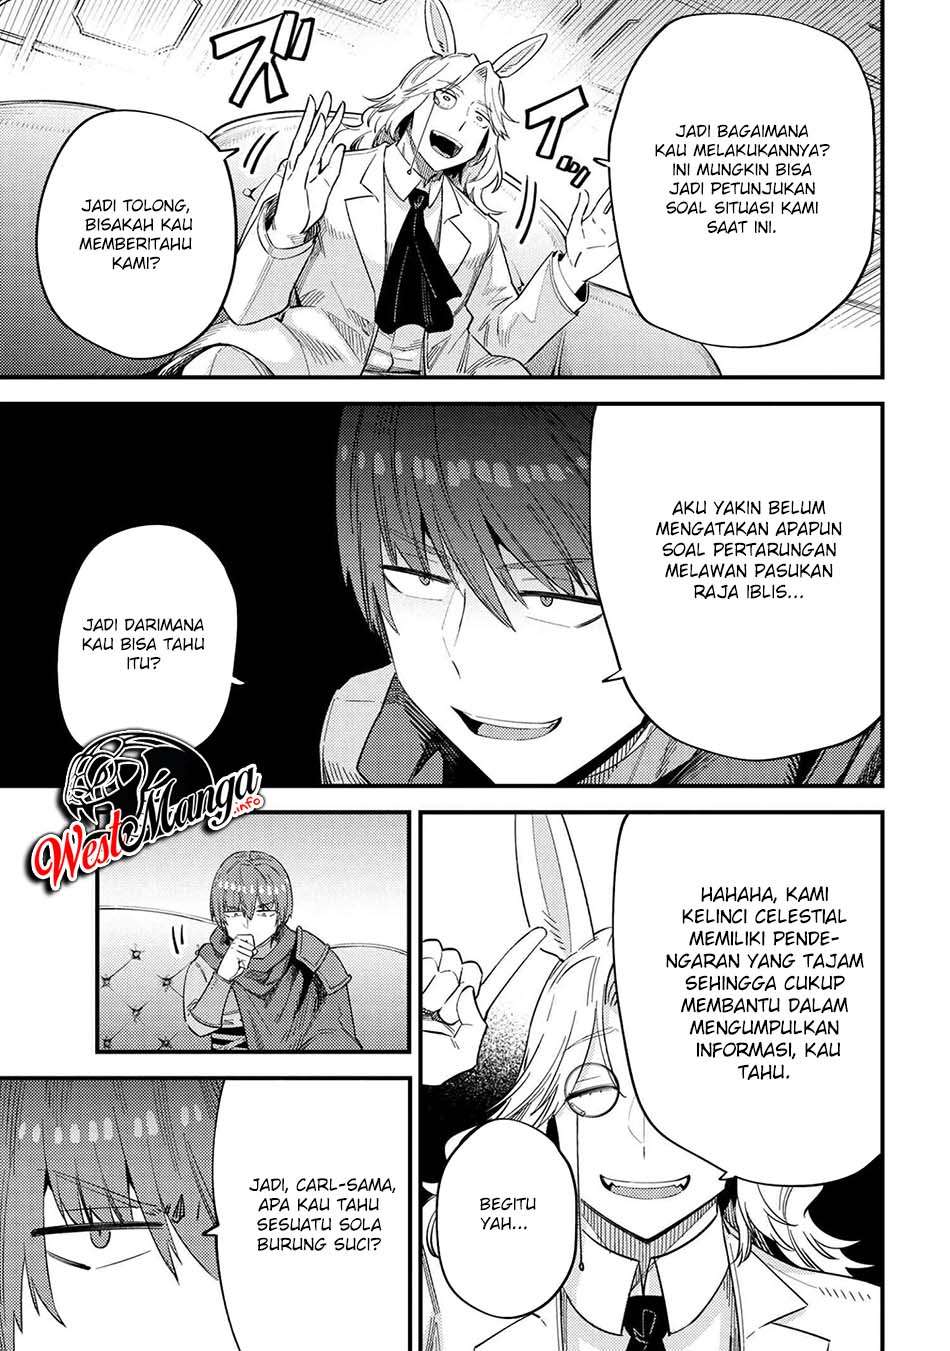 ズ
イッ
JADI BAGAIMANA
KAU MELAKUKANNYA?
INI MUNGKIN BISA
JADI PETUNJUKAN
SOAL SITUASI KAMI
SAAT INI.
JADI TOLONG,
BISAKAH KAU
MEMBERITAHU
KAMI?
AKU YAKIN BELUM
MENGATAKAN APAPUN
SOAL PERTARUNGAN
MELAWAN PASUKAN
RAJA IBLIS...
JADI DARIMANA
KAU BISA TAHU
ITU?
WestManga
.info
HAHAHA, KAMI
KELINCI CELESTIAL
MEMILIKI PENDE-
NGARAN YANG TAJAM
SEHINGGA CUKUP
MEMBANTU DALAM
MENGUMPULKAN
INFORMASI, KAU
TAHU.
BEGITU
YAH...
JADI, CARL-SAMA,
APA KAU TAHU
SESUATU SOLA
BURUNG SUCI?